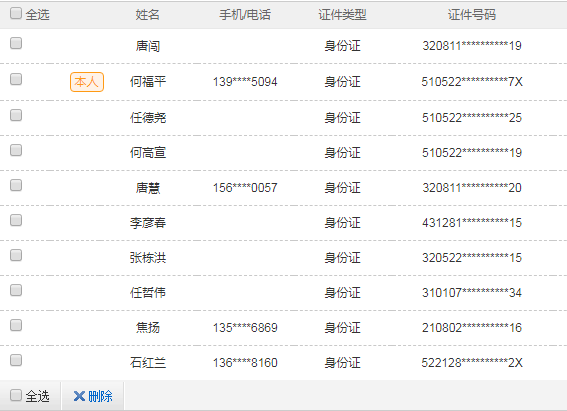 全选 姓名 手机/电话 证件类型 证件号码
唐闯 身份证 320811**********19
本人 何福平 139****5094 身份证 510522**********7X
任德尧 身份证 510522**********25
何高宣 身份证 510522**********19
唐慧 156****0057 身份证 320811**********20
李彦春 身份证 431281**********15
张栋洪 身份证 320522**********15
任哲伟 身份证 310107**********34
焦扬 135****6869 身份证 210802**********16
石红兰 136****8160 身份证 522128**********2X
全选 删除